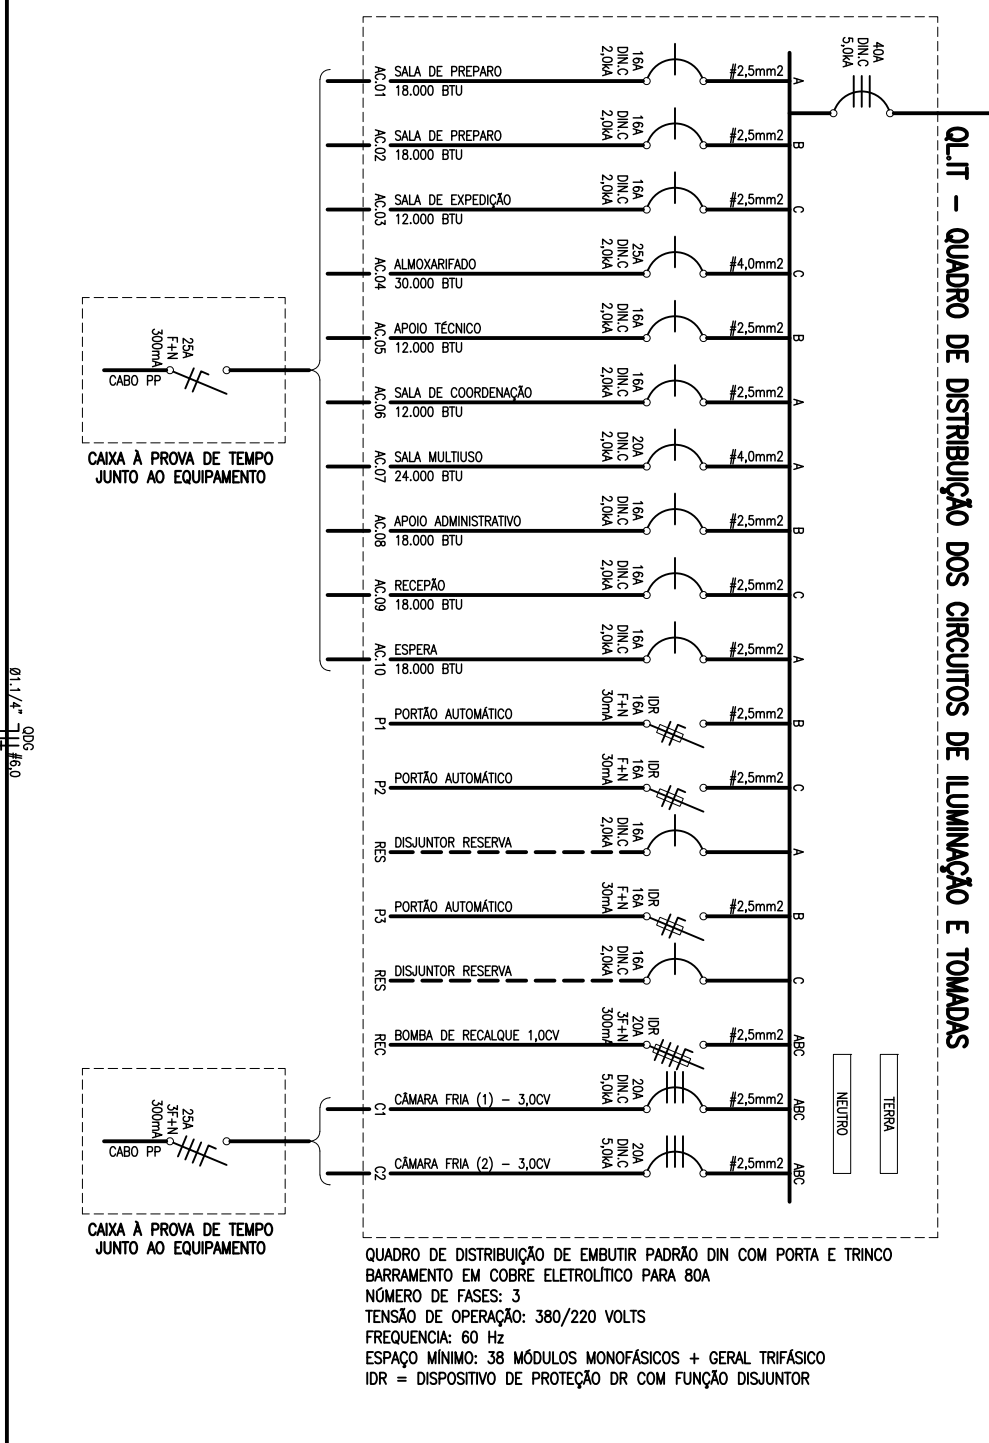 40A
DIN.C
5,0kA
QL.IT - QUADRO DE DISTRIBUIÇÃO DOS CIRCUITOS DE ILUMINAÇÃO E TOMADAS
AC.01 SALA DE PREPARO
18.000 BTU
16A
DIN.C
2,0kA
#2,5mm2 A
AC.02 SALA DE PREPARO
18.000 BTU
16A
DIN.C
2,0kA
#2,5mm2 B
AC.03 SALA DE EXPEDIÇÃO
12.000 BTU
16A
DIN.C
2,0kA
#2,5mm2 C
AC.04 ALMOXARIFADO
30.000 BTU
25A
DIN.C
2,0kA
#4,0mm2 C
AC.05 APOIO TÉCNICO
12.000 BTU
16A
DIN.C
2,0kA
#2,5mm2 B
AC.06 SALA DE COORDENAÇÃO
12.000 BTU
16A
DIN.C
2,0kA
#2,5mm2 A
AC.07 SALA MULTIUSO
24.000 BTU
20A
DIN.C
2,0kA
#4,0mm2 A
AC.08 APOIO ADMINISTRATIVO
18.000 BTU
16A
DIN.C
2,0kA
#2,5mm2 B
AC.09 RECEPÃO
18.000 BTU
16A
DIN.C
2,0kA
#2,5mm2 C
AC.10 ESPERA
18.000 BTU
16A
DIN.C
2,0kA
#2,5mm2 A
P1 PORTÃO AUTOMÁTICO
IDR
16A
F+N
30mA
#2,5mm2 B
P2 PORTÃO AUTOMÁTICO
IDR
16A
F+N
30mA
#2,5mm2 C
RES DISJUNTOR RESERVA
16A
DIN.C
2,0kA
A
P3 PORTÃO AUTOMÁTICO
IDR
16A
F+N
30mA
#2,5mm2 B
RES DISJUNTOR RESERVA
16A
DIN.C
2,0kA
C
REC BOMBA DE RECALQUE 1,0CV
IDR
20A
3F+N
300mA
#2,5mm2 ABC
C1 CÂMARA FRIA (1) - 3,0CV
20A
DIN.C
5,0kA
#2,5mm2 ABC
C2 CÂMARA FRIA (2) - 3,0CV
20A
DIN.C
5,0kA
#2,5mm2 ABC
NEUTRO
TERRA
25A
F+N
300mA
CABO PP
CAIXA À PROVA DE TEMPO
JUNTO AO EQUIPAMENTO
QDG
Ø1.1/4" #6,0
25A
3F+N
300mA
CABO PP
CAIXA À PROVA DE TEMPO
JUNTO AO EQUIPAMENTO
QUADRO DE DISTRIBUIÇÃO DE EMBUTIR PADRÃO DIN COM PORTA E TRINCO
BARRAMENTO EM COBRE ELETROLÍTICO PARA 80A
NÚMERO DE FASES: 3
TENSÃO DE OPERAÇÃO: 380/220 VOLTS
FREQUENCIA: 60 Hz
ESPAÇO MÍNIMO: 38 MÓDULOS MONOFÁSICOS + GERAL TRIFÁSICO
IDR = DISPOSITIVO DE PROTEÇÃO DR COM FUNÇÃO DISJUNTOR